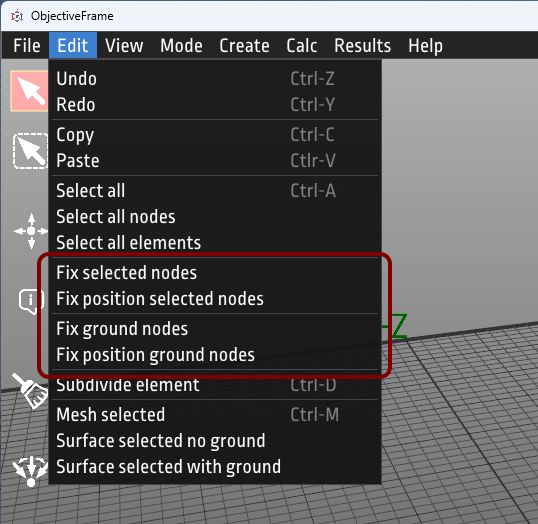 ObjectiveFrame
File Edit View Mode Create Calc Results Help
Undo Ctrl-Z
Redo Ctrl-Y
Copy Ctrl-C
Paste Ctlr-V
Select all Ctrl-A
Select all nodes
Select all elements
Fix selected nodes
Fix position selected nodes
Z
Fix ground nodes
Fix position ground nodes
Subdivide element Ctrl-D
Mesh selected Ctrl-M
Surface selected no ground
Surface selected with ground